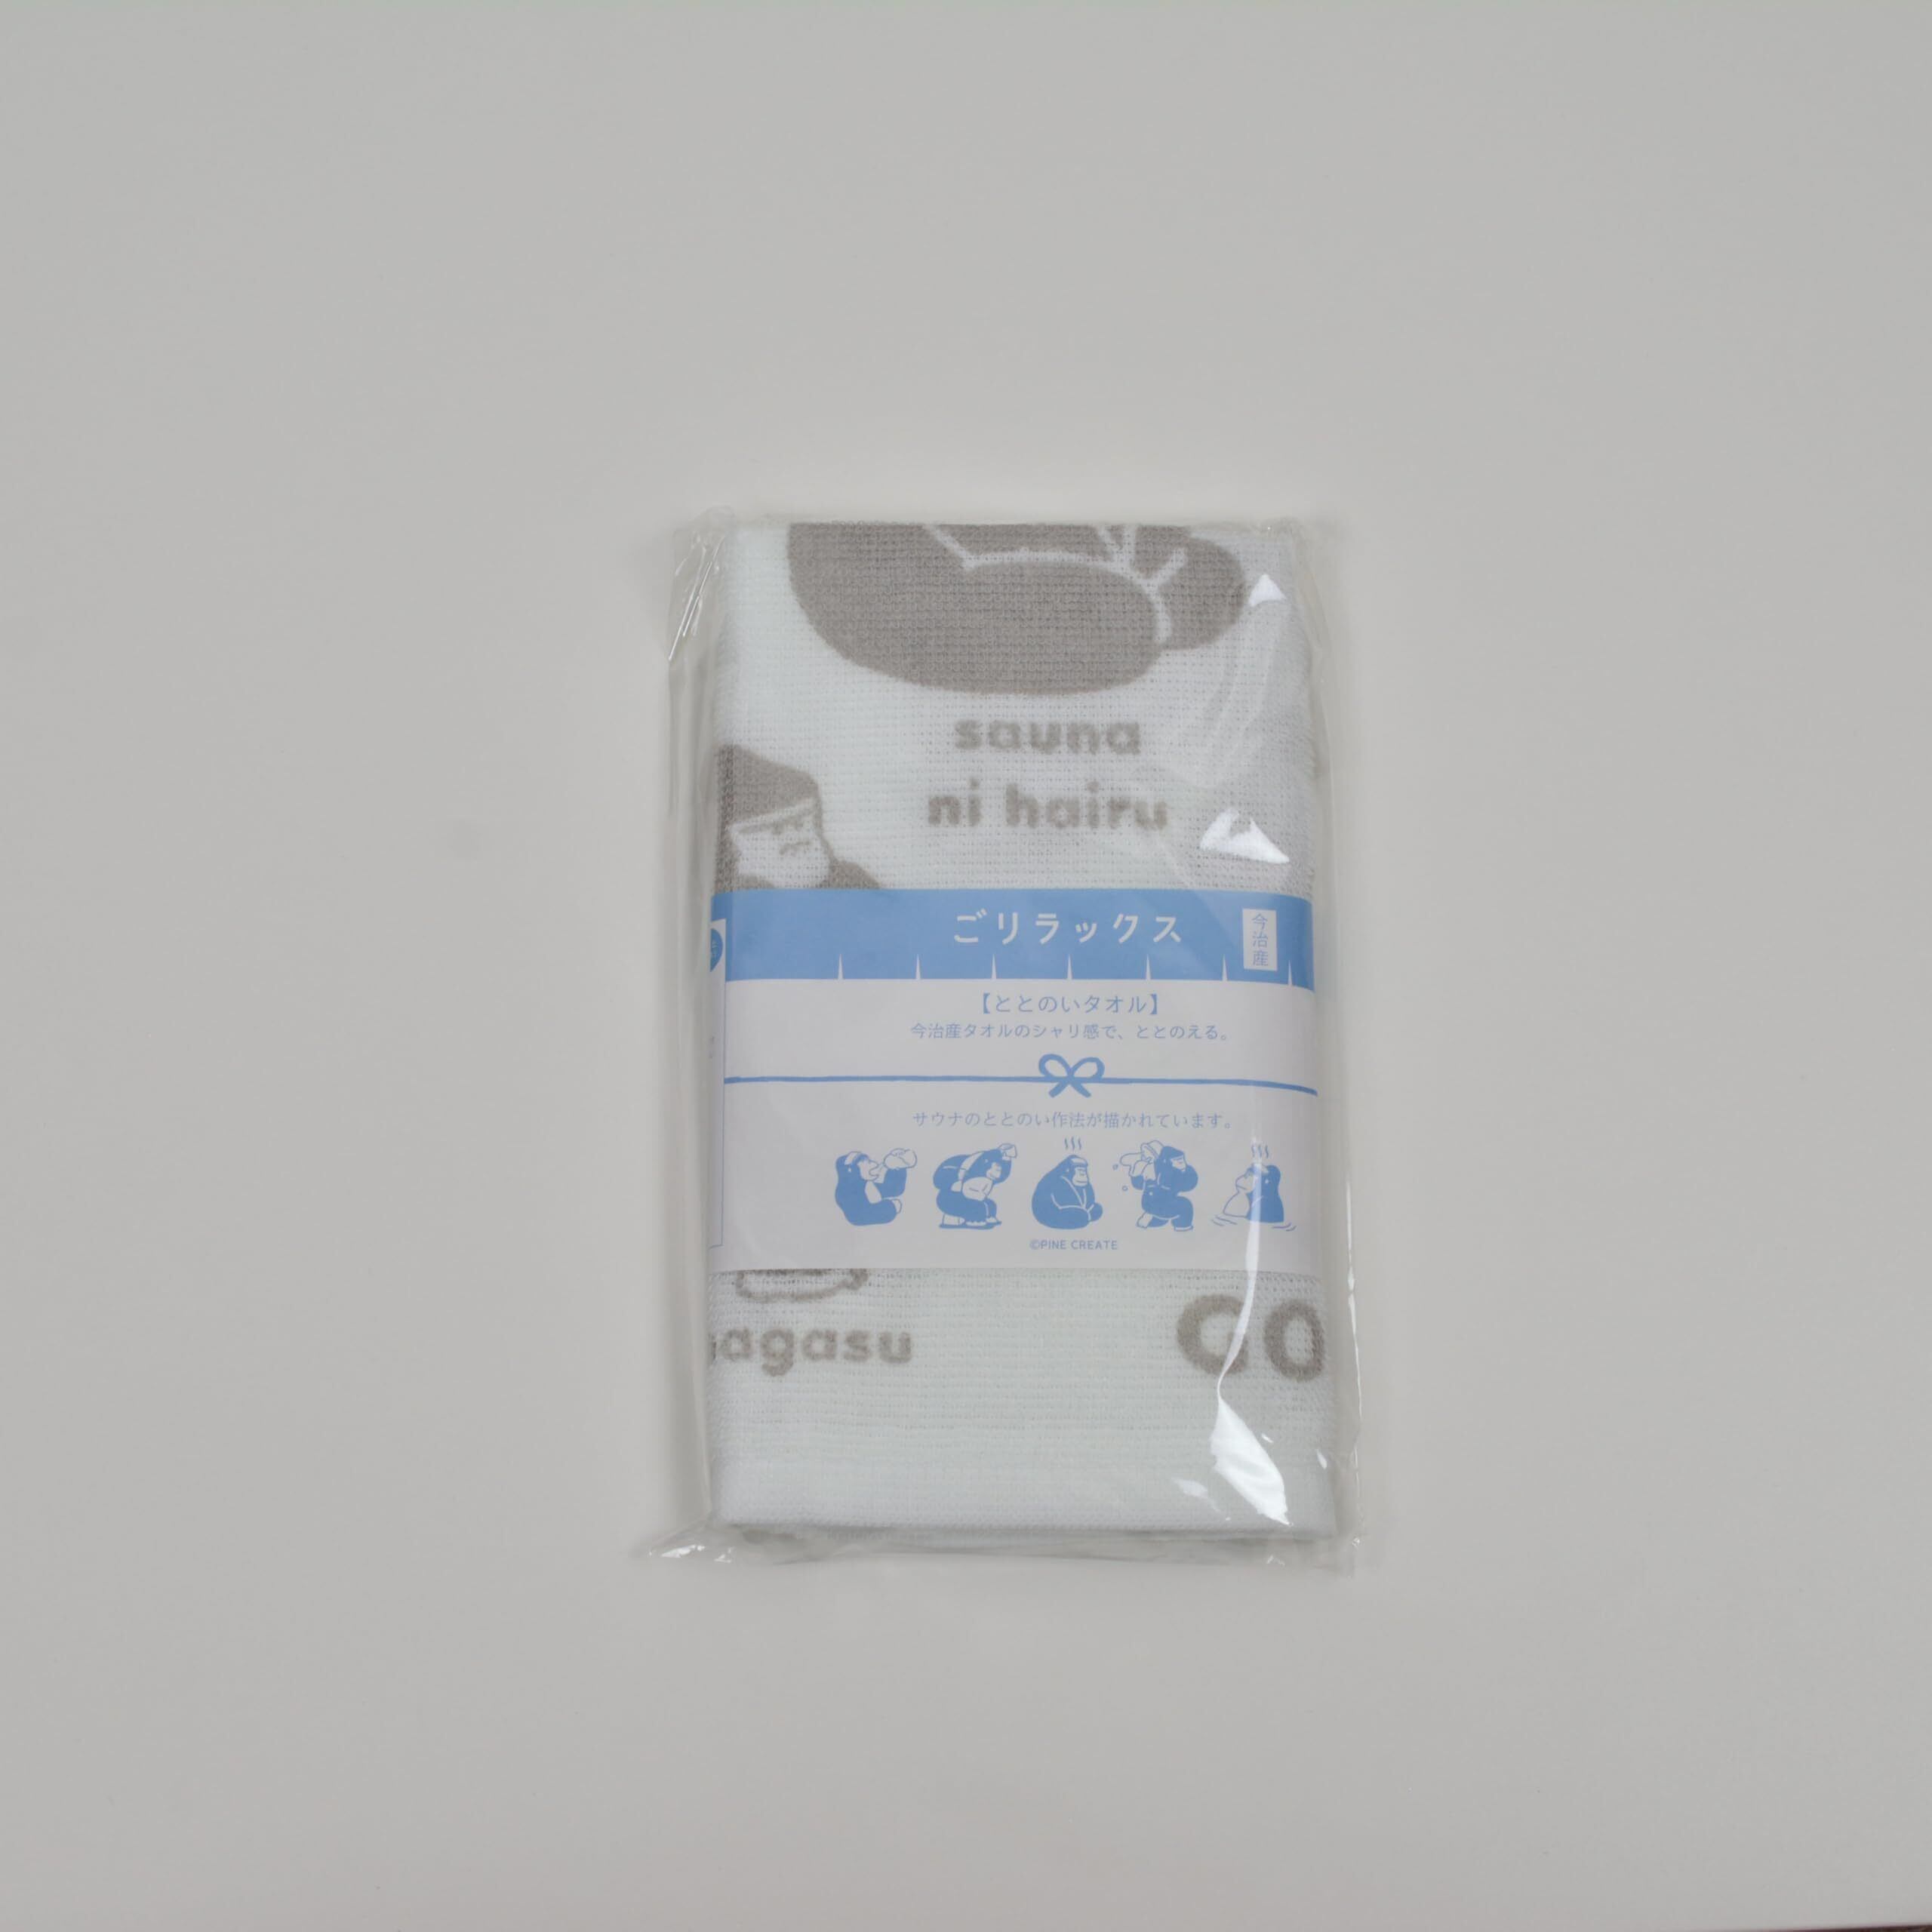 sauna
ni hairu
ごリラックス
今治産
【ととのいタオル】
今治産タオルのシャリ感で、ととのえる。
サウナのととのい作法が描かれています。
©PINE CREATE
agasu
GO